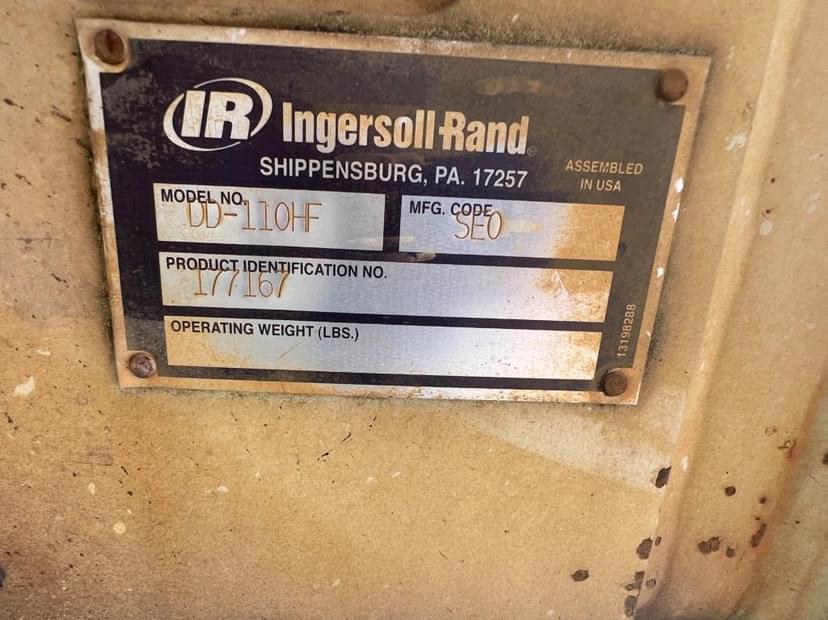 IR Ingersoll-Rand®
SHIPPENSBURG, PA. 17257
ASSEMBLED
IN USA
MODEL NO.
DD-110HF
MFG. CODE
SEO
PRODUCT IDENTIFICATION NO.
177167
OPERATING WEIGHT (LBS.)
13198288